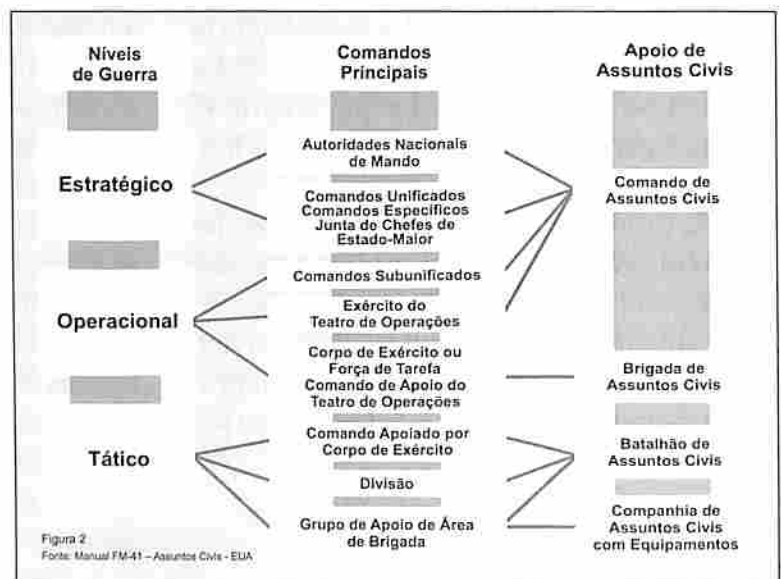 Níveis
de Guerra
Comandos
Principais
Apoio de
Assuntos Civis
Estratégico
Operacional
Tático
Autoridades Nacionais
de Mando
Comandos Unificados
Comandos Específicos
Junta de Chefes de
Estado-Maior
Comandos Subunificados
Exército do
Teatro de Operações
Corpo de Exército ou
Força de Tarefa
Comando de Apoio do
Teatro de Operações
Comando Apoiado por
Corpo de Exército
Divisão
Grupo de Apoio de Área
de Brigada
Comando de
Assuntos Civis
Brigada de
Assuntos Civis
Batalhão de
Assuntos Civis
Companhia de
Assuntos Civis
com Equipamentos
Figura 2
Fonte: Manual FM-41 – Assuntos Civis - EUA